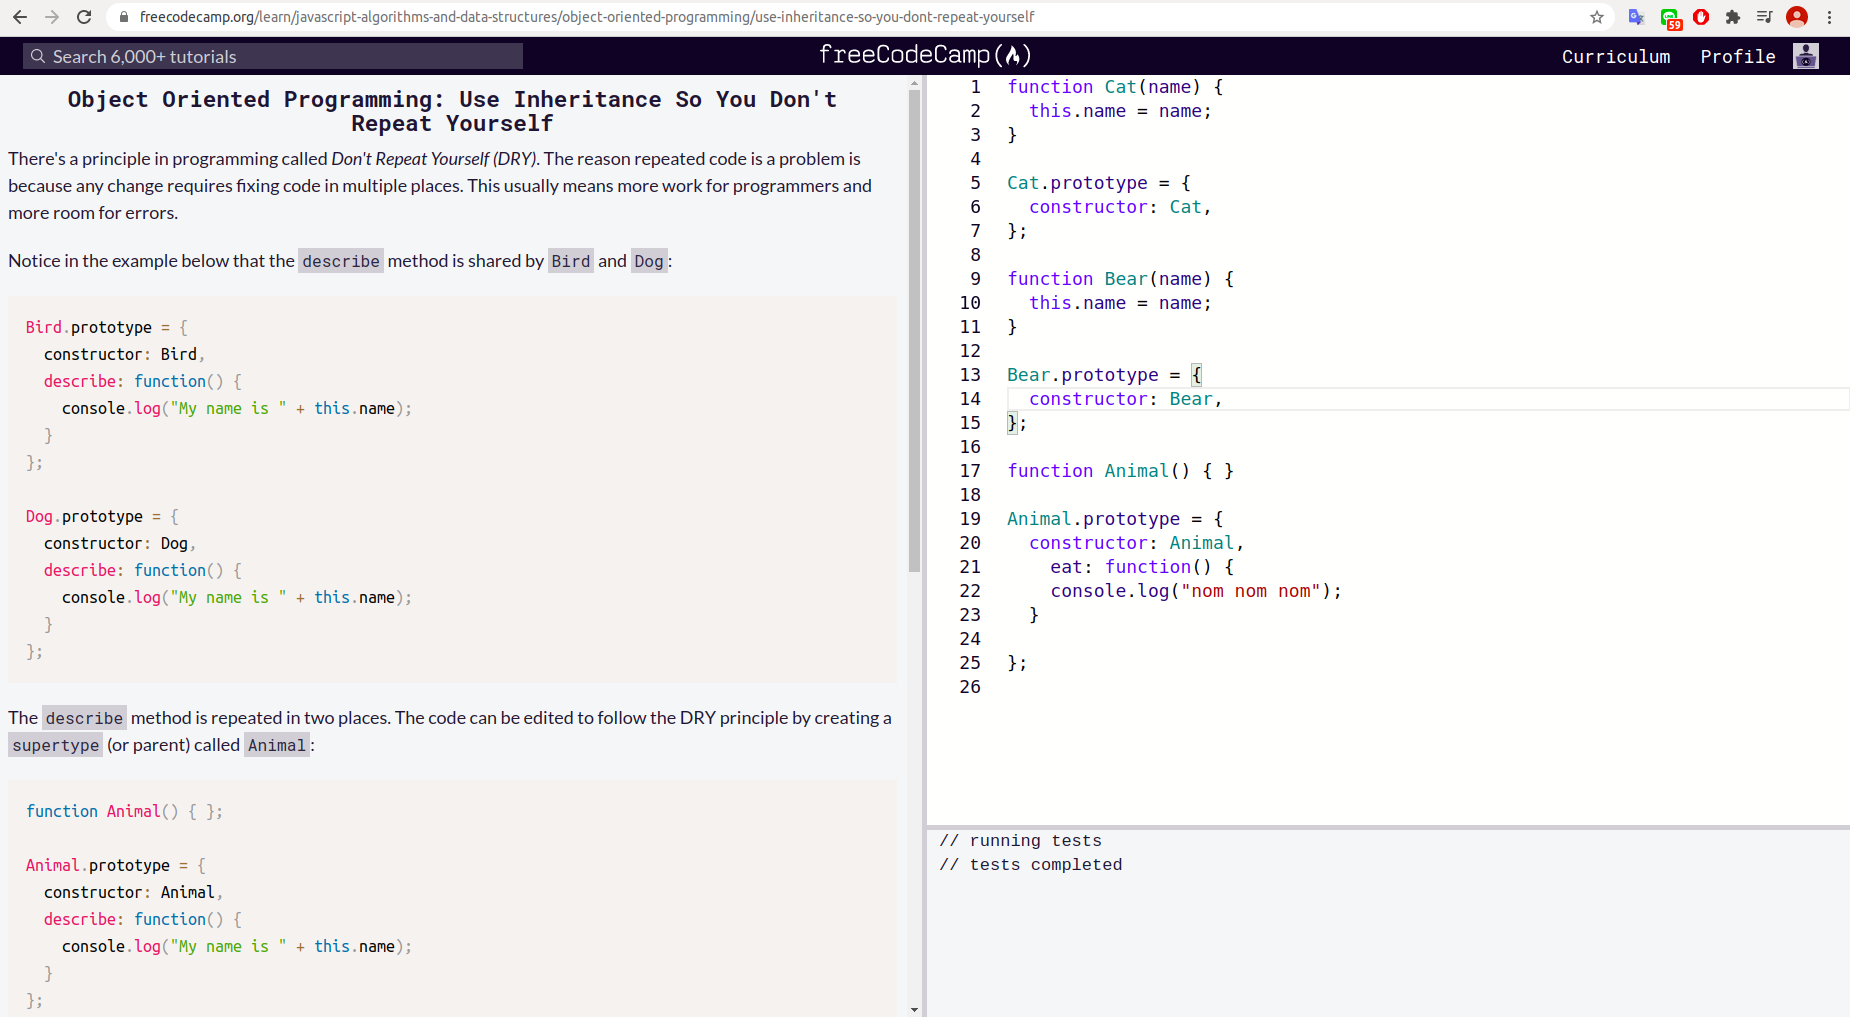 freecodecamp.org/learn/javascript-algorithms-and-data-structures/object-oriented-programming/use-inheritance-so-you-dont-repeat-yourself
59
Search 6,000+ tutorials
freeCodeCamp(🔥)
Curriculum
Profile
Object Oriented Programming: Use Inheritance So You Don't
Repeat Yourself
There's a principle in programming called Don't Repeat Yourself (DRY). The reason repeated code is a problem is
because any change requires fixing code in multiple places. This usually means more work for programmers and
more room for errors.
Notice in the example below that the describe method is shared by Bird and Dog:
Bird.prototype = {
  constructor: Bird,
  describe: function() {
    console.log("My name is " + this.name);
  }
};
Dog.prototype = {
  constructor: Dog,
  describe: function() {
    console.log("My name is " + this.name);
  }
};
The describe method is repeated in two places. The code can be edited to follow the DRY principle by creating a
supertype (or parent) called Animal:
function Animal() { };
Animal.prototype = {
  constructor: Animal,
  describe: function() {
    console.log("My name is " + this.name);
  }
};
1 function Cat(name) {
2   this.name = name;
3 }
4
5 Cat.prototype = {
6   constructor: Cat,
7 };
8
9 function Bear(name) {
10   this.name = name;
11 }
12
13 Bear.prototype = {
14   constructor: Bear,
15 };
16
17 function Animal() { }
18
19 Animal.prototype = {
20   constructor: Animal,
21     eat: function() {
22     console.log("nom nom nom");
23   }
24
25 };
26
// running tests
// tests completed